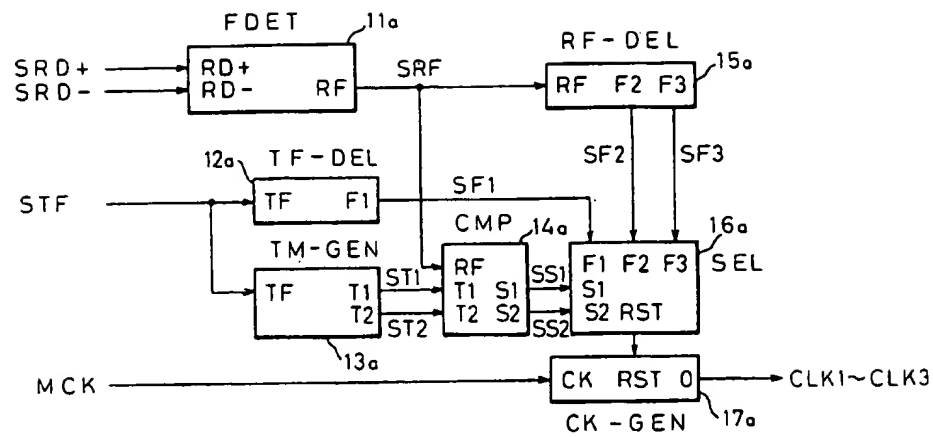 FDET
11a
RF-DEL
15a
SRD+
SRD-
RD+
RD-
RF
SRF
RF F2 F3
SF2
SF3
12a
TF-DEL
STF
TF F1
SF1
CMP
14a
16a
SEL
TM-GEN
TF
T1
T2
13a
ST1
ST2
RF
T1 S1
T2 S2
SS1
SS2
F1 F2 F3
S1
S2 RST
MCK
CK RST O
CLK1~CLK3
CK-GEN
17a